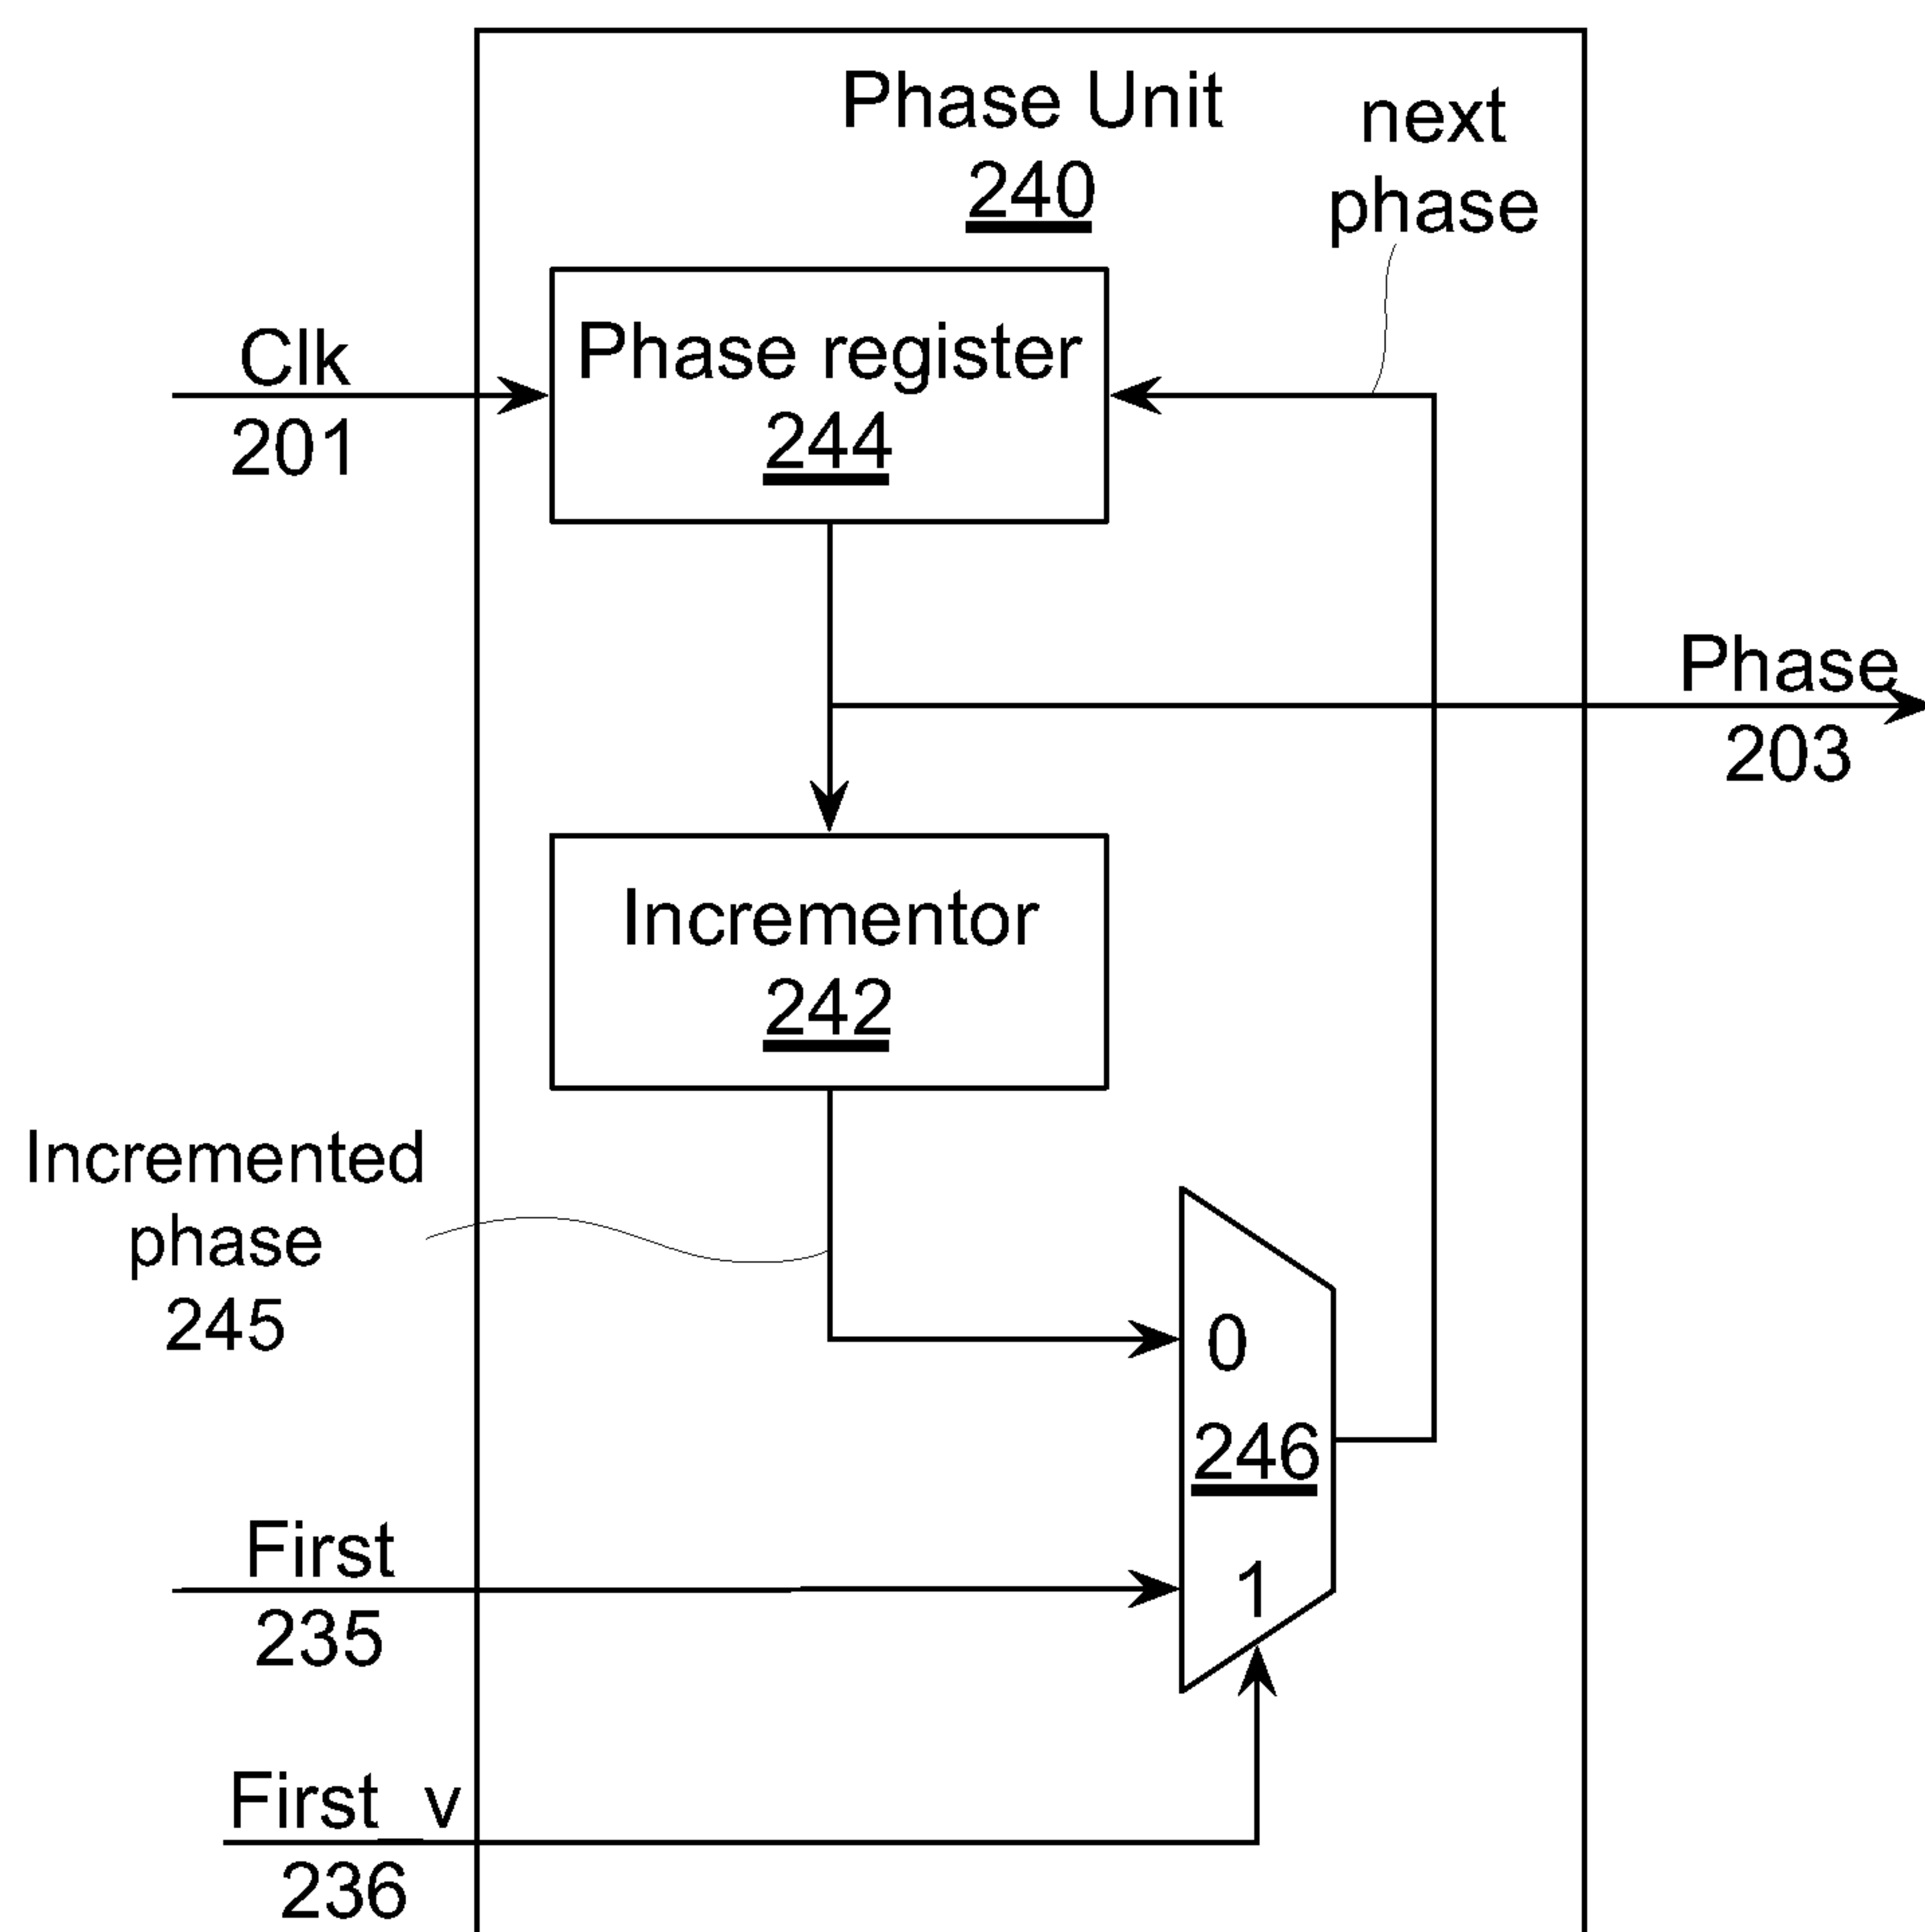 Phase Unit
240
next
phase
Clk
201
Phase register
244
Phase
203
Incrementor
242
Incremented
phase
245
0
246
1
First
235
First_v
236